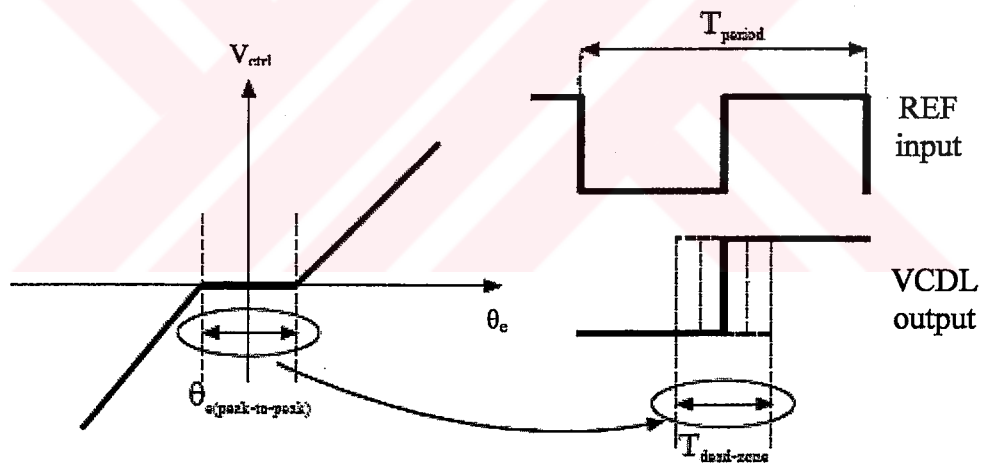 V_ctrl
θ_e
θ_e(peak-to-peak)
T_period
REF
input
VCDL
output
T_dead-zone